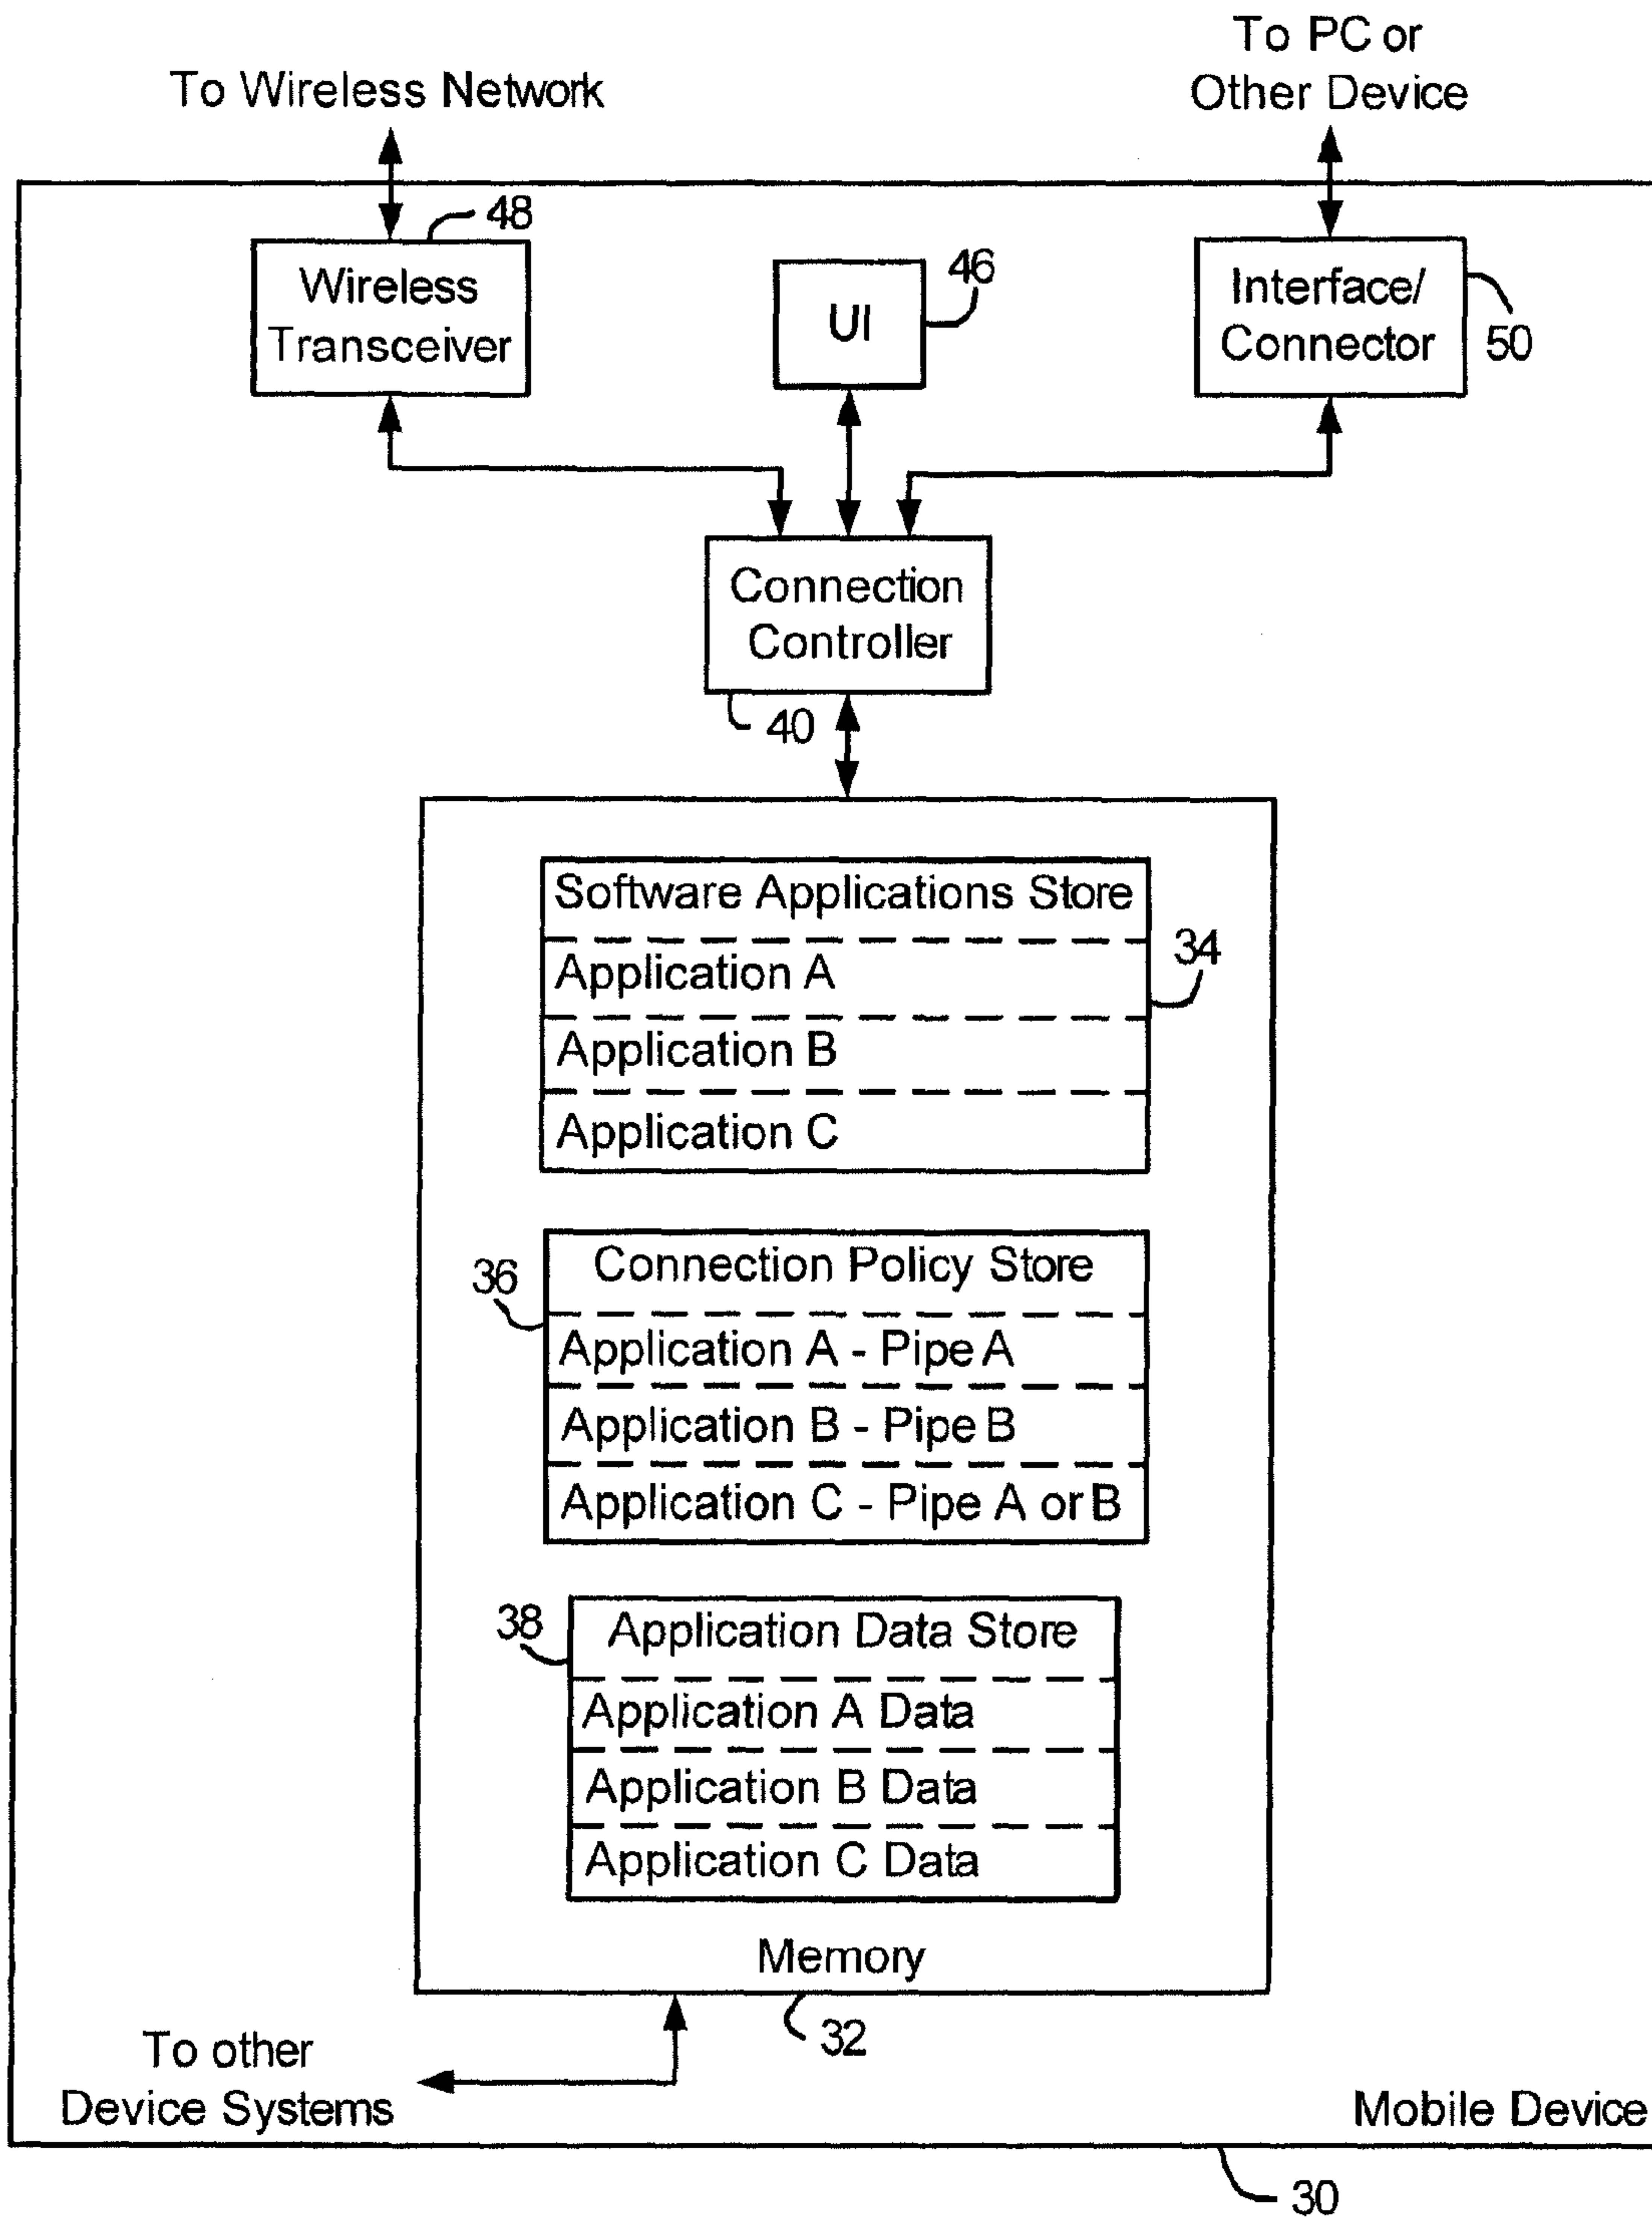 To PC or
Other Device
To Wireless Network
48
Wireless
Transceiver
46
UI
Interface/
Connector
50
Connection
Controller
40
Software Applications Store
Application A
Application B
Application C
34
Connection Policy Store
36
Application A - Pipe A
Application B - Pipe B
Application C - Pipe A or B
38
Application Data Store
Application A Data
Application B Data
Application C Data
Memory
32
To other
Device Systems
Mobile Device
30